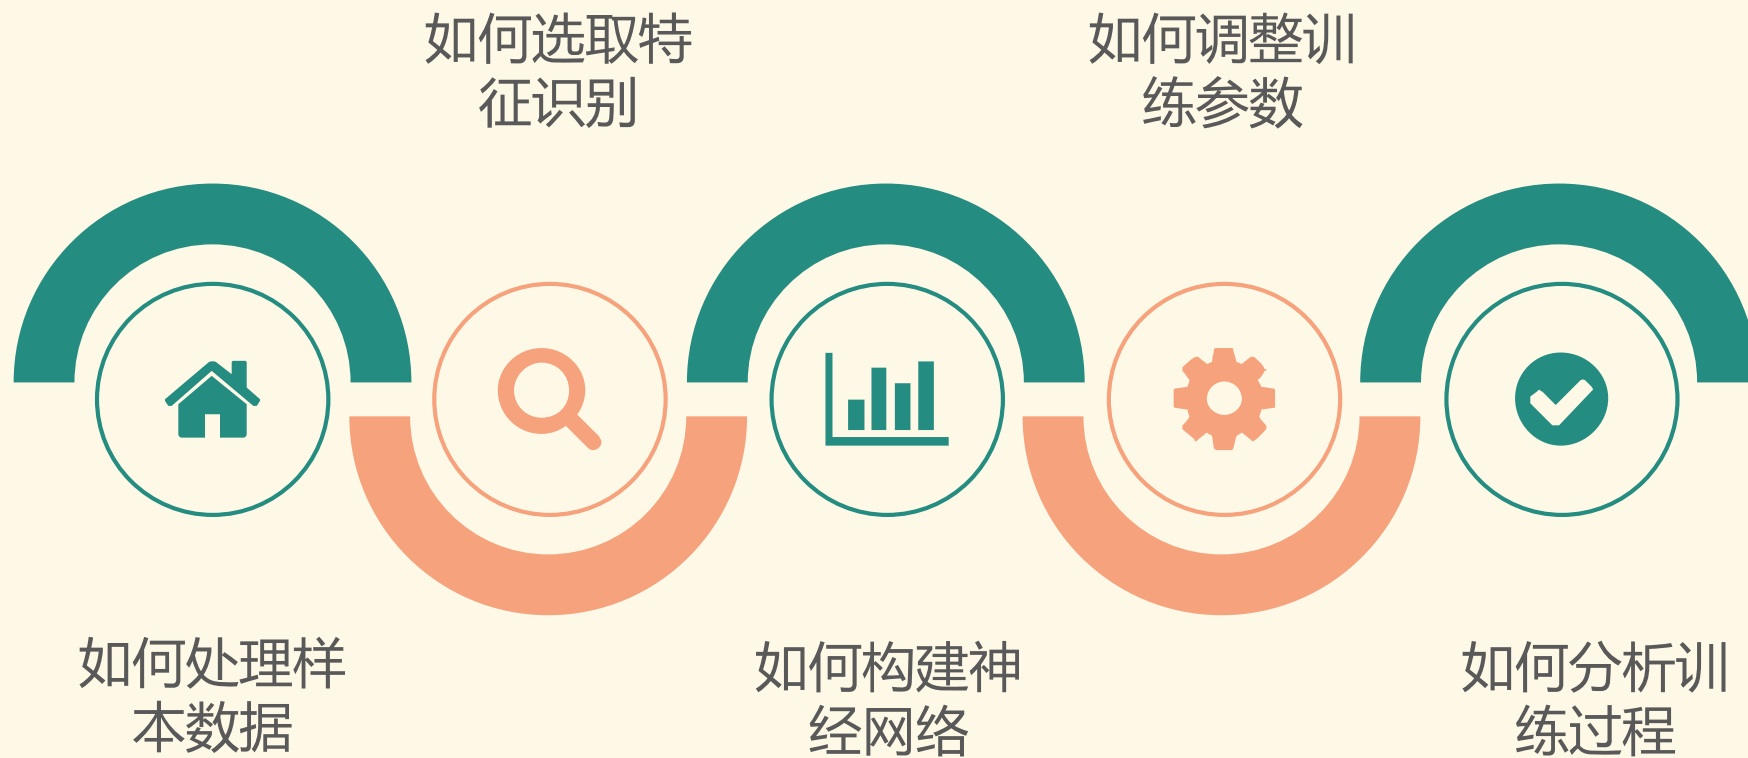 如何选取特
征识别
如何调整训
练参数
如何处理样
本数据
如何构建神
经网络
如何分析训
练过程